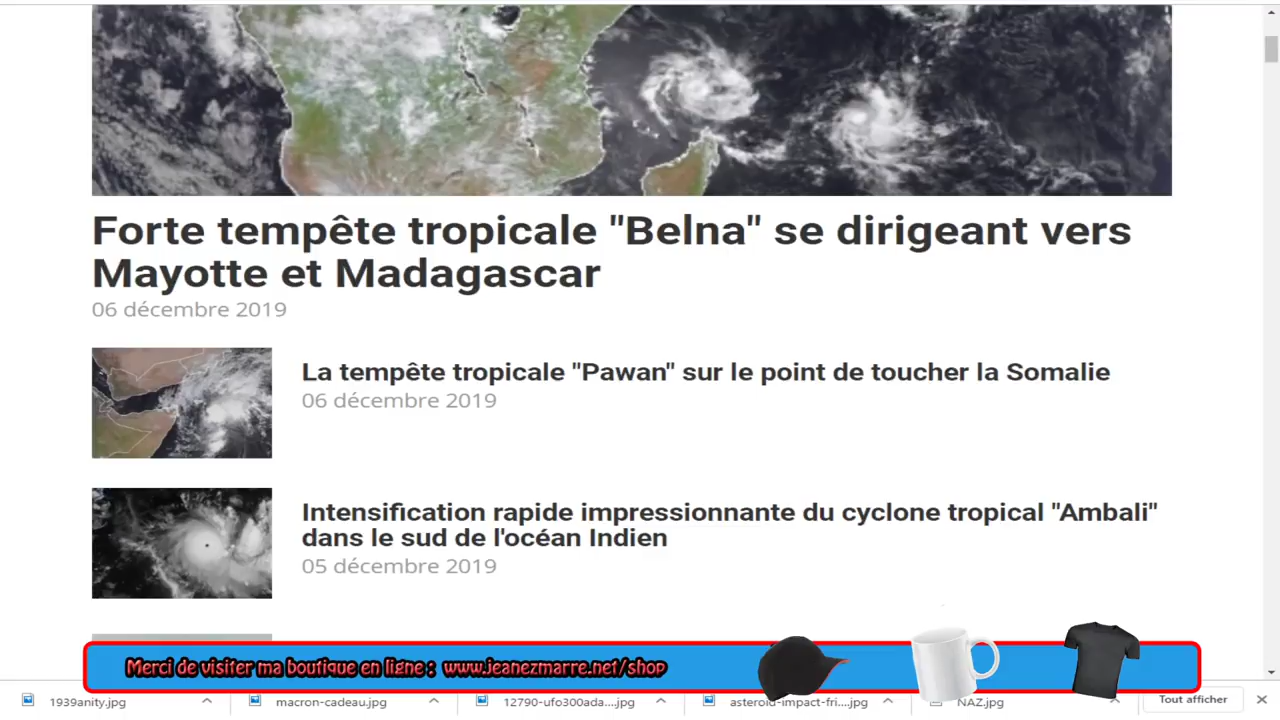 Forte tempête tropicale "Belna" se dirigeant vers
Mayotte et Madagascar
06 décembre 2019
La tempête tropicale "Pawan" sur le point de toucher la Somalie
06 décembre 2019
Intensification rapide impressionnante du cyclone tropical "Ambali"
dans le sud de l'océan Indien
05 décembre 2019
Merci de visiter ma boutique en ligne : www.jeanezmarre.net/shop
1939anity.jpg
macron-cadeau.jpg
12790-ufo300ada....jpg
asteroid-impact-fri....jpg
NAZ.jpg
Tout afficher